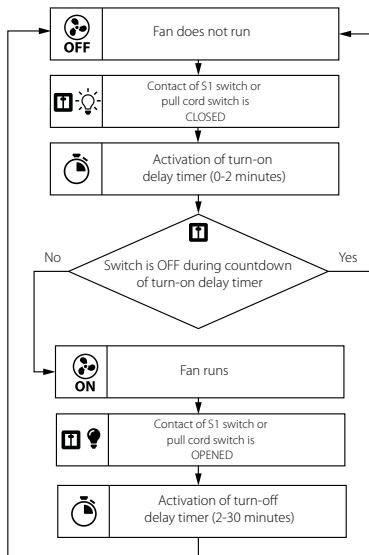 OFF
Fan does not run
Contact of S1 switch or
pull cord switch is
CLOSED
Activation of turn-on
delay timer (0-2 minutes)
No
Yes
Switch is OFF during countdown
of turn-on delay timer
ON
Fan runs
Contact of S1 switch or
pull cord switch is
OPENED
Activation of turn-off
delay timer (2-30 minutes)